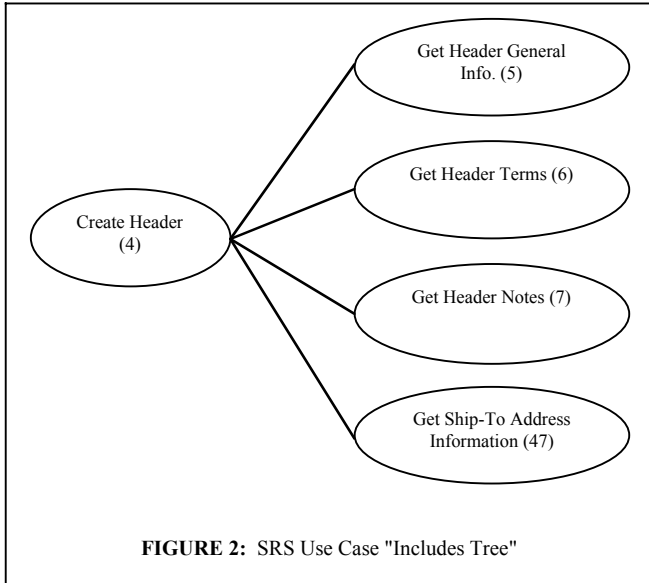 Get Header General
Info. (5)
Get Header Terms (6)
Create Header
(4)
Get Header Notes (7)
Get Ship-To Address
Information (47)
FIGURE 2: SRS Use Case "Includes Tree"